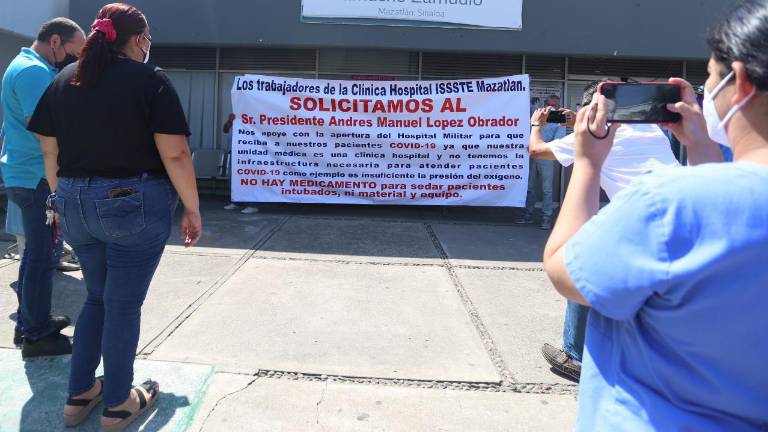 Mazatlán, Sinaloa
Los trabajadores de la Clínica Hospital ISSSTE Mazatlan.
SOLICITAMOS AL
Sr. Presidente Andres Manuel Lopez Obrador
Nos apoye con la apertura del Hospital Militar para que
reciba a nuestros pacientes COVID-19 ya que nuestra
unidad médica es una clínica hospital y no tenemos la
infraestructura necesaria para atender pacientes
COVID-19 como ejemplo es insuficiente la presión del oxígeno.
NO HAY MEDICAMENTO para sedar pacientes
intubados, ni material y equipo.